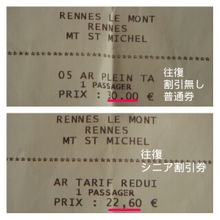 RENNES LE MONT
RENNES
MT ST MICHEL
********************
05 AR PLEIN TA
1 PASSAGER
PRIX : 30.00 €
往復
割引無し
普通券
RENNES LE MONT
RENNES
MT ST MICHEL
********************
往復
シニア割引券
AR TARIF REDUI
1 PASSAGER
PRIX : 22,60 €